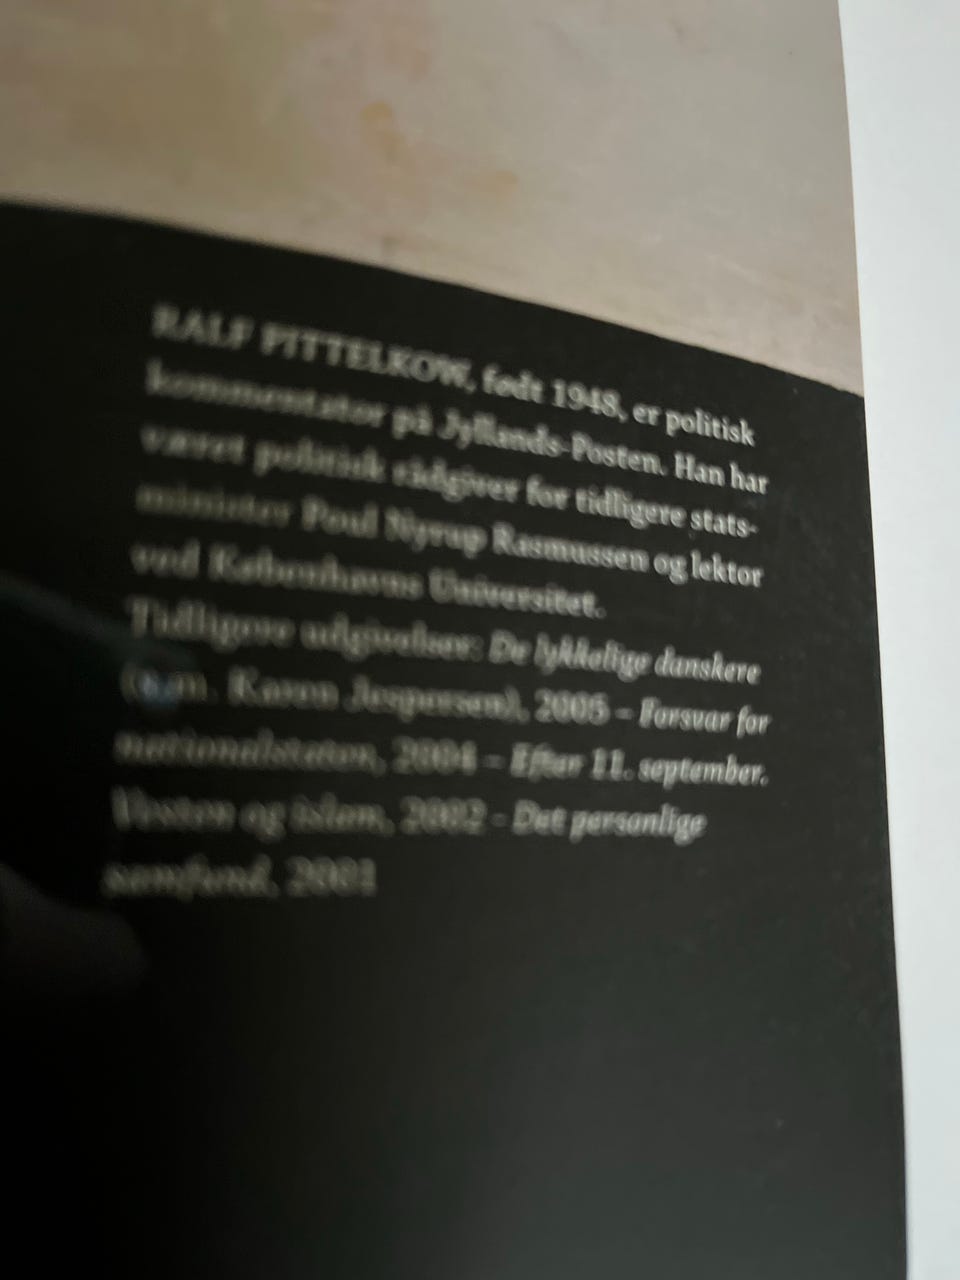 RALF PITTELKOW, født 1948, er politisk
kommentator på Jyllands-Posten. Han har
været politisk rådgiver for tidligere stats-
minister Poul Nyrup Rasmussen og lektor
ved Københavns Universitet.
Tidligere udgivelser: De lykkelige danskere
(s.m. Karen Jespersen), 2005 – Forsvar for
nationalstaten, 2004 – Efter 11. september.
Vesten og islam, 2002 - Det personlige
samfund, 2001